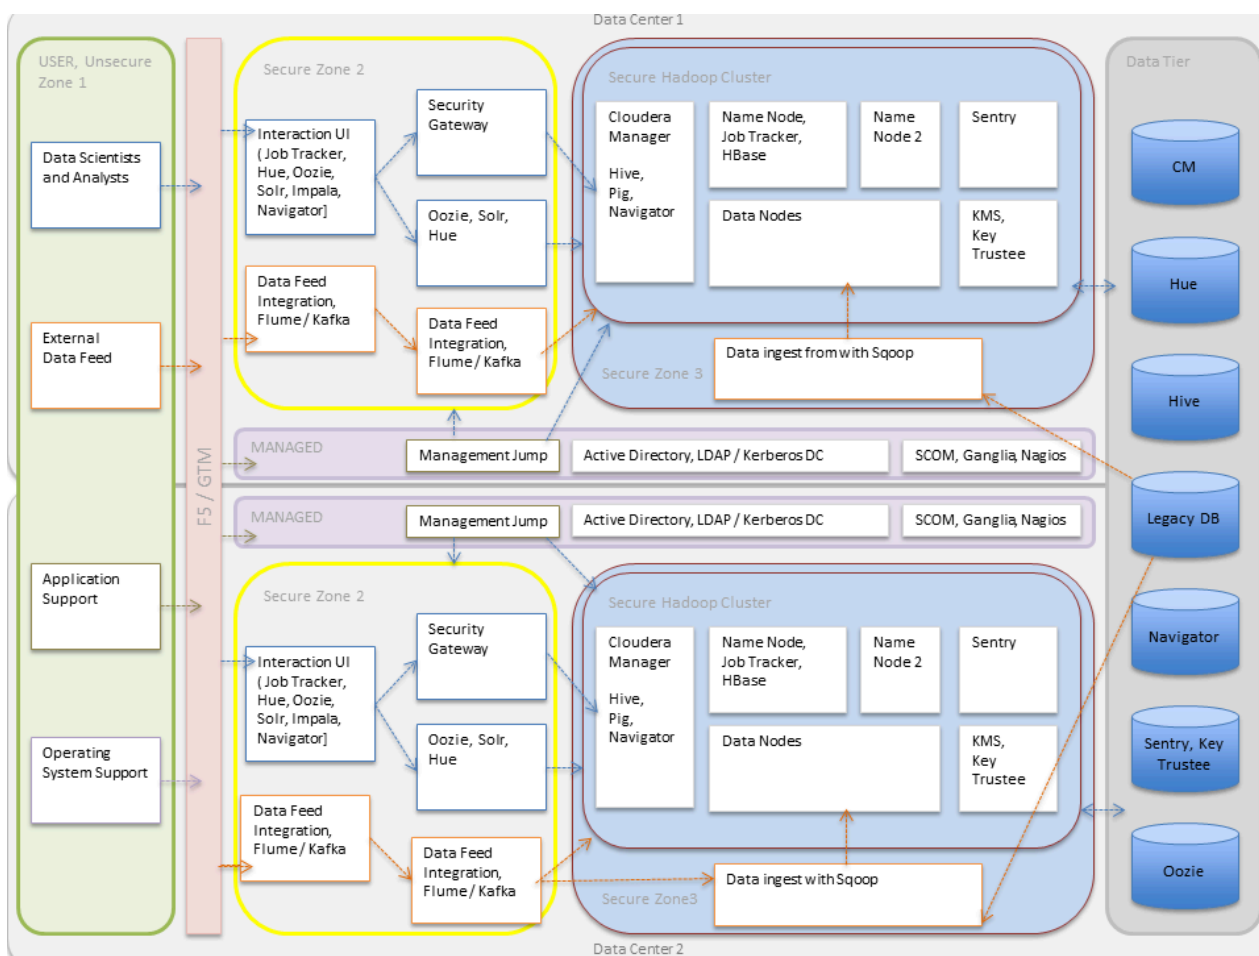 Data Center 1
USER, Unsecure
Zone 1
Data Scientists
and Analysts
External
Data Feed
Application
Support
Operating
System Support
F5 / GTM
Secure Zone 2
Interaction UI
( Job Tracker,
Hue, Oozie,
Solr, Impala,
Navigator]
Security
Gateway
Oozie, Solr,
Hue
Data Feed
Integration,
Flume / Kafka
Data Feed
Integration,
Flume / Kafka
Secure Hadoop Cluster
Cloudera
Manager
Hive,
Pig,
Navigator
Name Node,
Job Tracker,
HBase
Name
Node 2
Sentry
Data Nodes
KMS,
Key
Trustee
Data ingest from with Sqoop
Secure Zone 3
MANAGED
Management Jump
Active Directory, LDAP / Kerberos DC
SCOM, Ganglia, Nagios
MANAGED
Management Jump
Active Directory, LDAP / Kerberos DC
SCOM, Ganglia, Nagios
Secure Zone 2
Interaction UI
( Job Tracker,
Hue, Oozie,
Solr, Impala,
Navigator]
Security
Gateway
Oozie, Solr,
Hue
Data Feed
Integration,
Flume / Kafka
Data Feed
Integration,
Flume / Kafka
Secure Hadoop Cluster
Cloudera
Manager
Hive,
Pig,
Navigator
Name Node,
Job Tracker,
HBase
Name
Node 2
Sentry
Data Nodes
KMS,
Key
Trustee
Data ingest with Sqoop
Secure Zone3
Data Tier
CM
Hue
Hive
Legacy DB
Navigator
Sentry, Key
Trustee
Oozie
Data Center 2